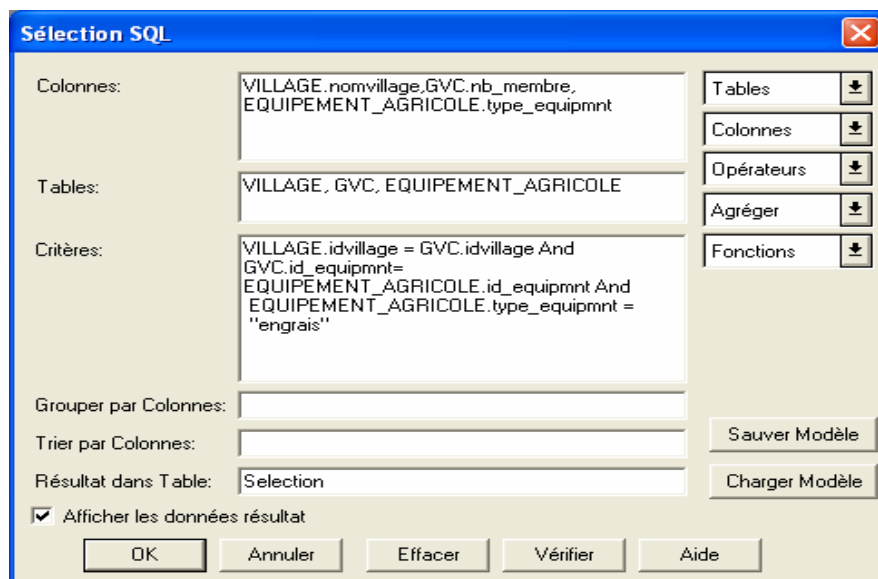 Sélection SQL
Colonnes:
VILLAGE.nomvillage,GVC.nb_membre,
EQUIPEMENT_AGRICOLE.type_equipmnt
Tables
Colonnes
Opérateurs
Agréger
Fonctions
Tables:
VILLAGE, GVC, EQUIPEMENT_AGRICOLE
Critères:
VILLAGE.idvillage = GVC.idvillage And
GVC.id_equipmnt=
EQUIPEMENT_AGRICOLE.id_equipmnt And
EQUIPEMENT_AGRICOLE.type_equipmnt =
"engrais"
Grouper par Colonnes:
Trier par Colonnes:
Sauver Modèle
Résultat dans Table:
Selection
Charger Modèle
Afficher les données résultat
OK
Annuler
Effacer
Vérifier
Aide